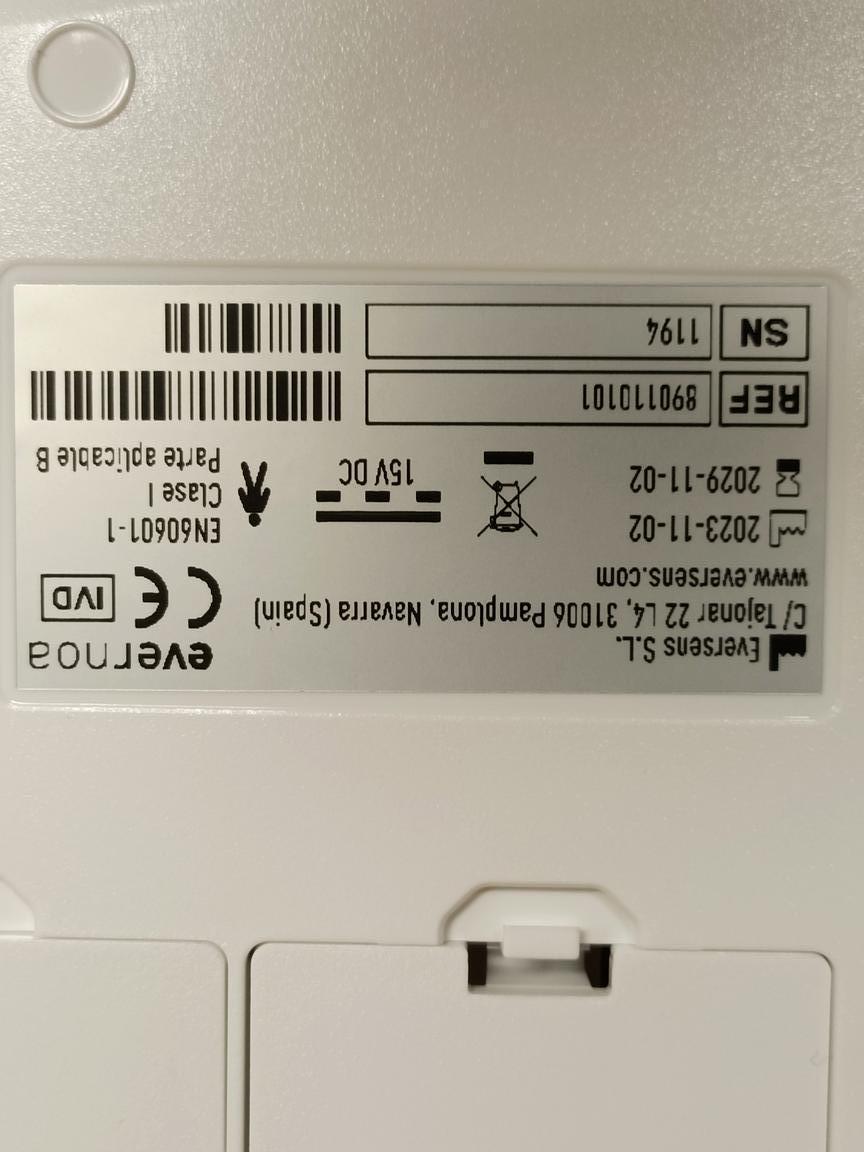 Eversens S.L.
C/ Tajonar 22 L4, 31006 Pamplona, Navarra (Spain)
www.eversens.com
evernoa
CE IVD
2023-11-02
2029-11-02
15V DC
EN60601-1
Clase I
Parte aplicable B
REF 890110101
SN 1194